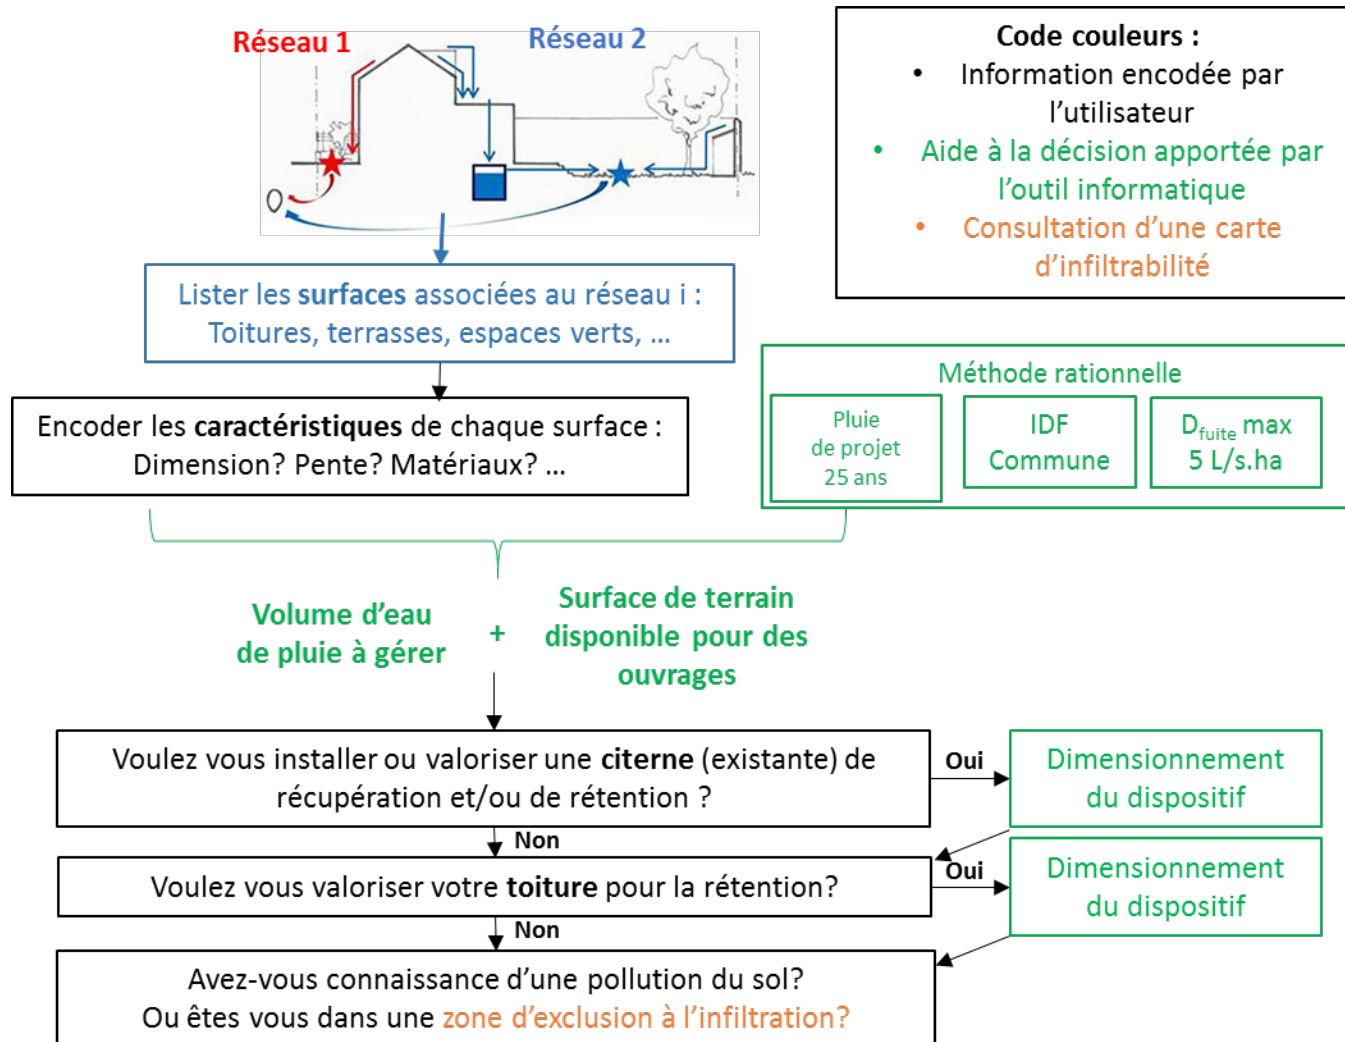 Réseau 1
Réseau 2
Code couleurs :
• Information encodée par
l’utilisateur
• Aide à la décision apportée par
l’outil informatique
• Consultation d’une carte
d’infiltrabilité
Lister les surfaces associées au réseau i :
Toitures, terrasses, espaces verts, ...
Encoder les caractéristiques de chaque surface :
Dimension? Pente? Matériaux? ...
Méthode rationnelle
Pluie
de projet
25 ans
IDF
Commune
Dfuite max
5 L/s.ha
Volume d’eau
de pluie à gérer
+
Surface de terrain
disponible pour des
ouvrages
Voulez vous installer ou valoriser une citerne (existante) de
récupération et/ou de rétention ?
Oui
Dimensionnement
du dispositif
Non
Voulez vous valoriser votre toiture pour la rétention?
Oui
Dimensionnement
du dispositif
Non
Avez-vous connaissance d’une pollution du sol?
Ou êtes vous dans une zone d’exclusion à l’infiltration?